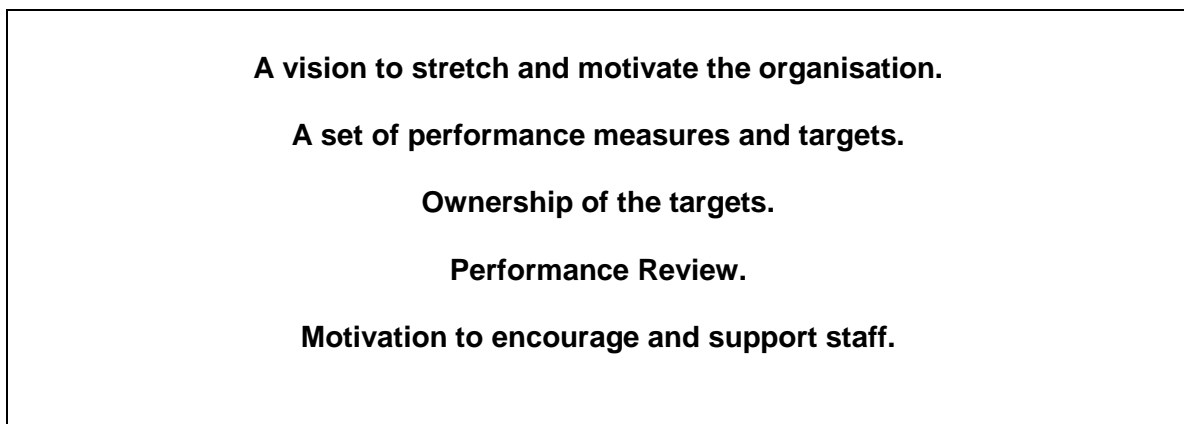 A vision to stretch and motivate the organisation.
A set of performance measures and targets.
Ownership of the targets.
Performance Review.
Motivation to encourage and support staff.